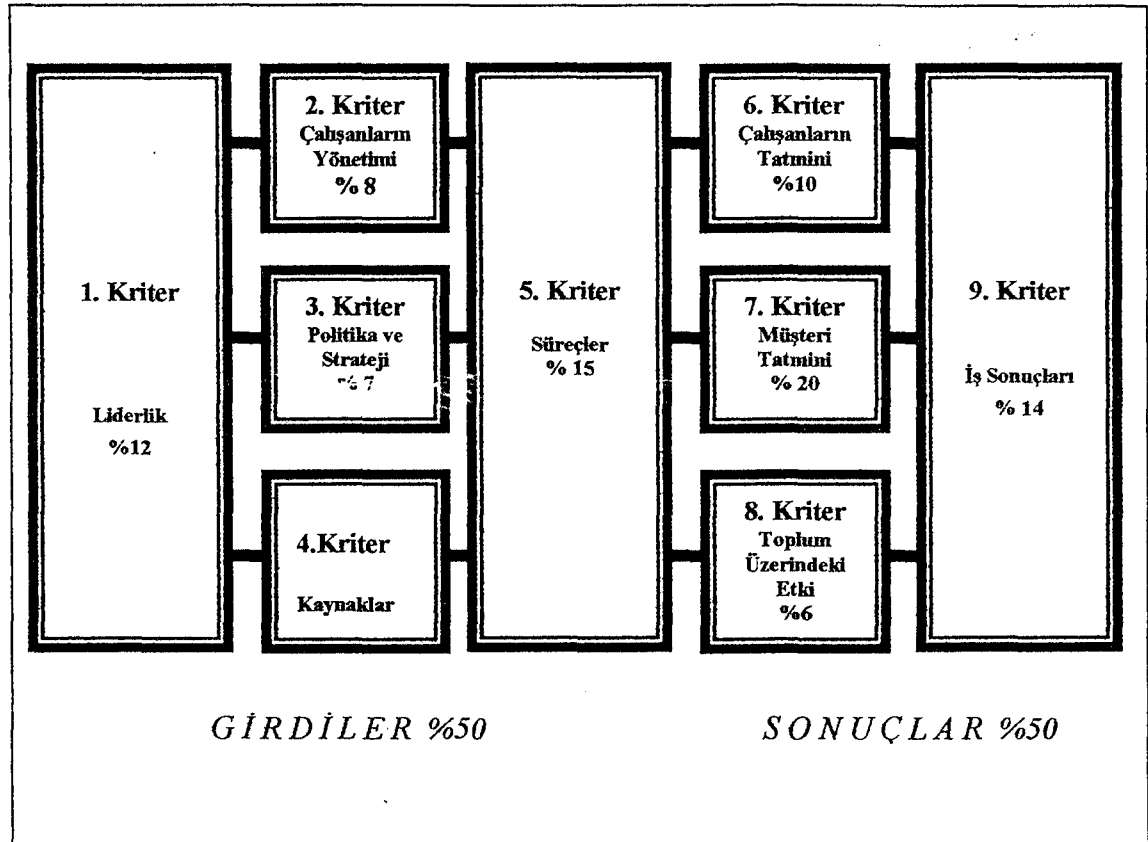 1. Kriter
Liderlik
%12
2. Kriter
Çalışanların
Yönetimi
% 8
3. Kriter
Politika ve
Strateji
% 7
4.Kriter
Kaynaklar
5. Kriter
Süreçler
% 15
6. Kriter
Çalışanların
Tatmini
%10
7. Kriter
Müşteri
Tatmini
% 20
8. Kriter
Toplum
Üzerindeki
Etki
%6
9. Kriter
İş Sonuçları
% 14
GİRDİLER %50
SONUÇLAR %50